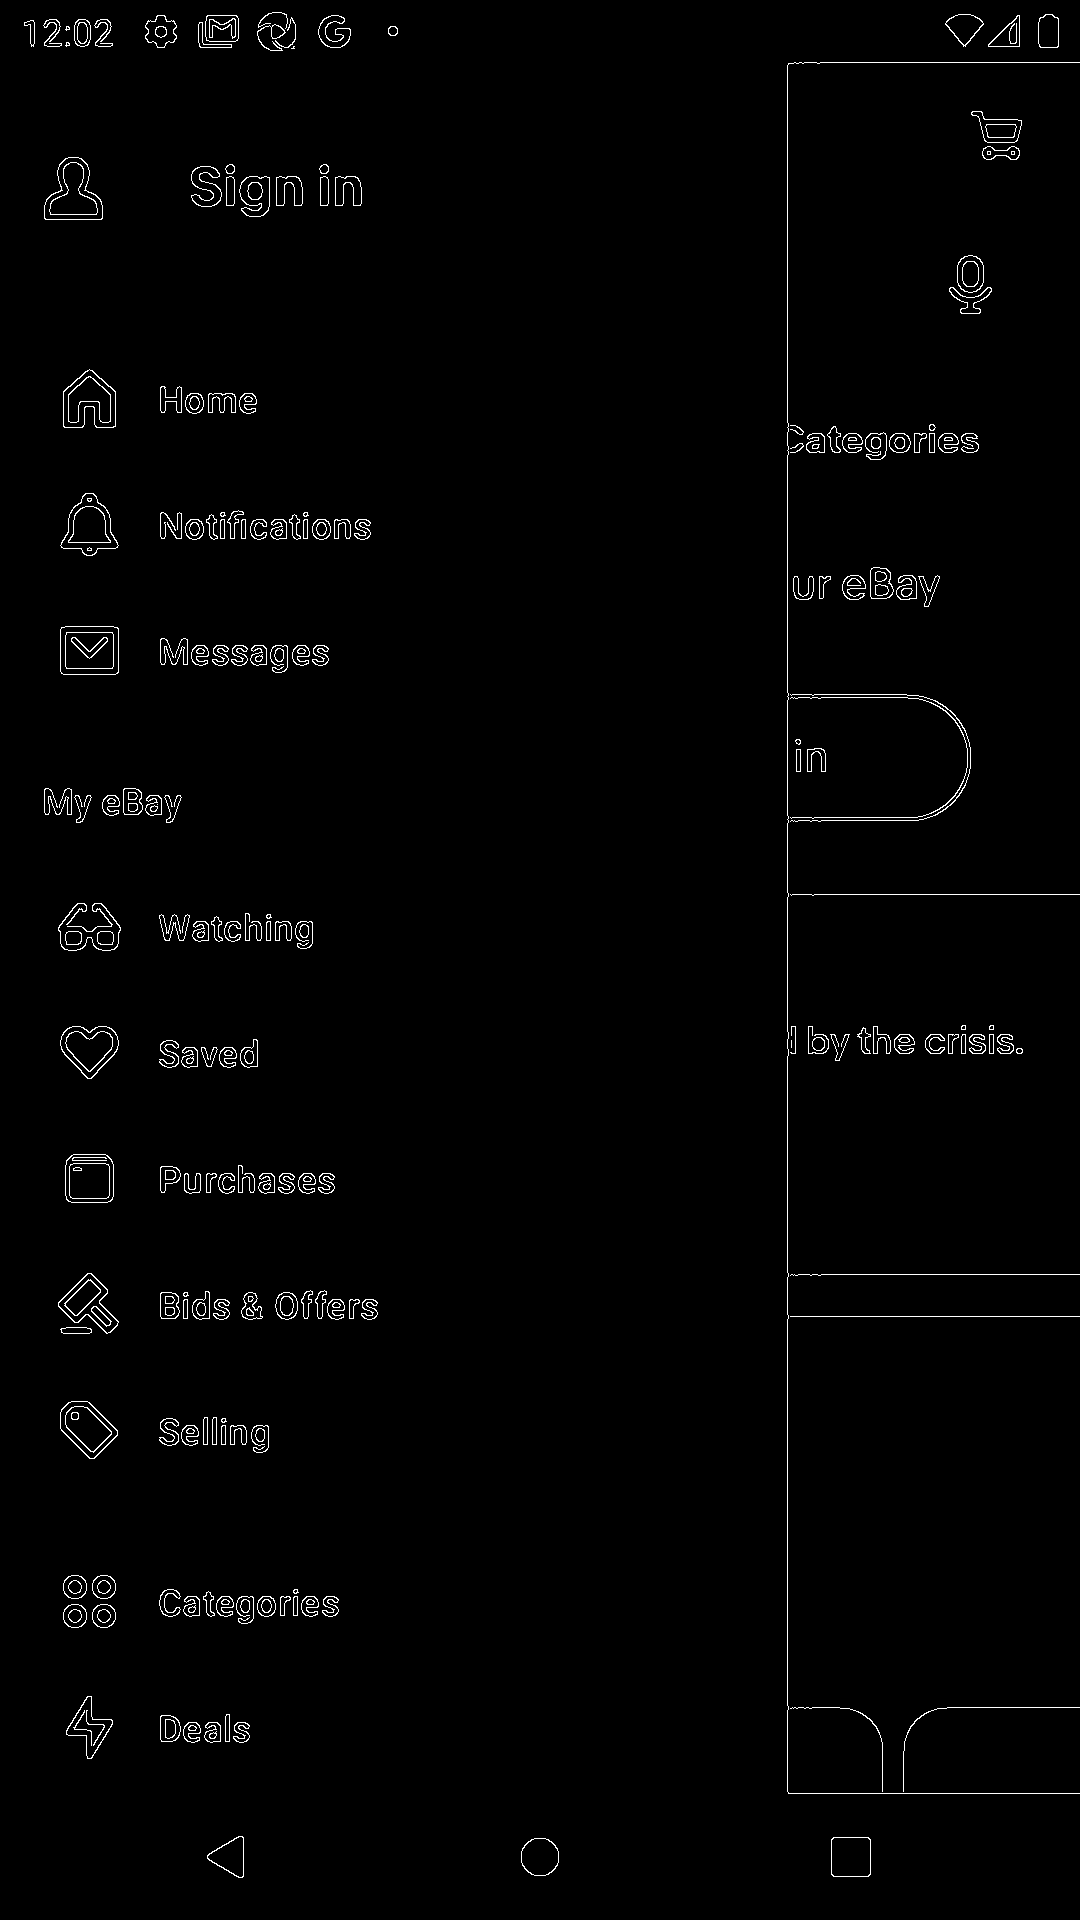 12:02
Sign in
Home
Categories
Notifications
ur eBay
Messages
in
My eBay
Watching
Saved
by the crisis.
Purchases
Bids & Offers
Selling
Categories
Deals